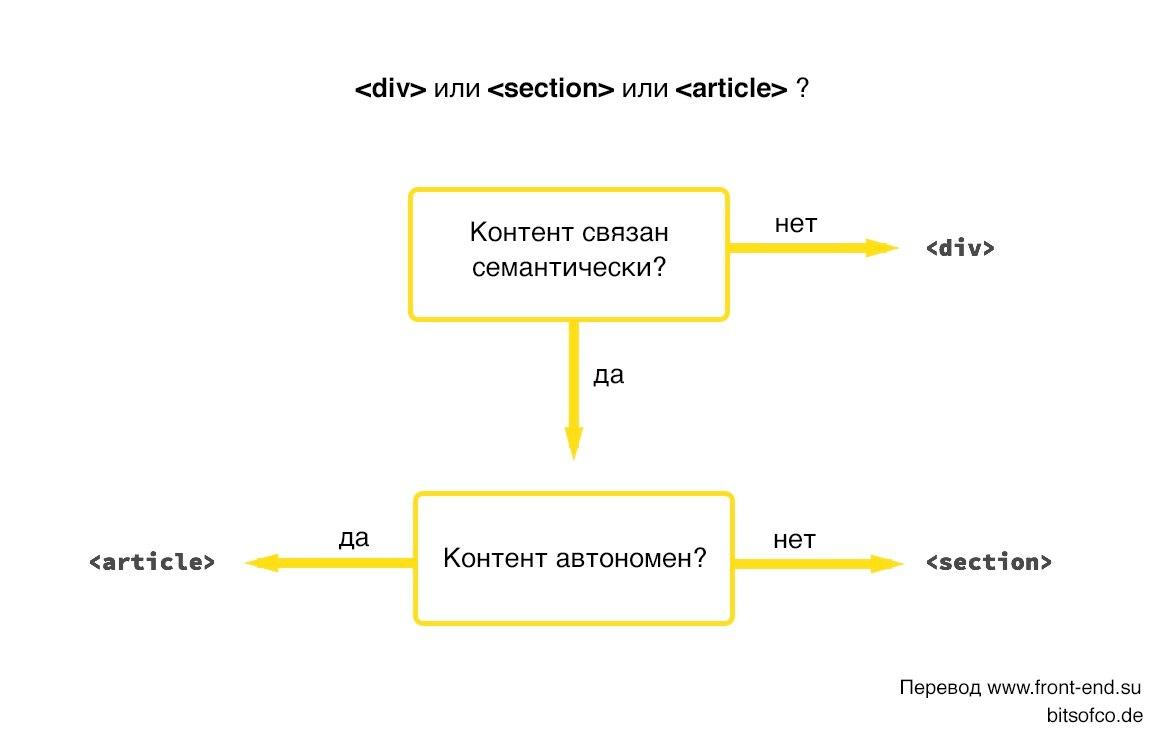 <div> или <section> или <article> ?
Контент связан
семантически?
нет
<div>
да
<article>
да
Контент автономен?
нет
<section>
Перевод www.front-end.su
bitsofco.de